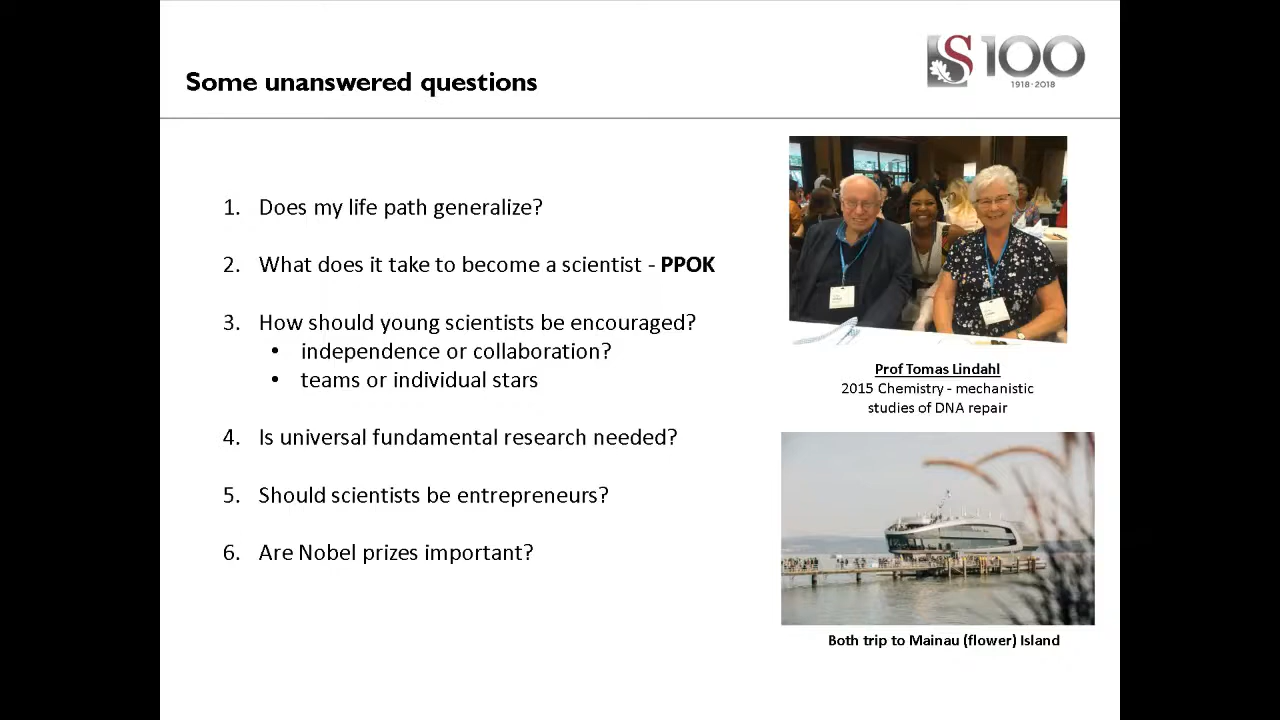 Some unanswered questions
S100
1918·2018
1. Does my life path generalize?
2. What does it take to become a scientist - PPOK
3. How should young scientists be encouraged?
• independence or collaboration?
• teams or individual stars
4. Is universal fundamental research needed?
5. Should scientists be entrepreneurs?
6. Are Nobel prizes important?
Prof Tomas Lindahl
2015 Chemistry - mechanistic
studies of DNA repair
Both trip to Mainau (flower) Island